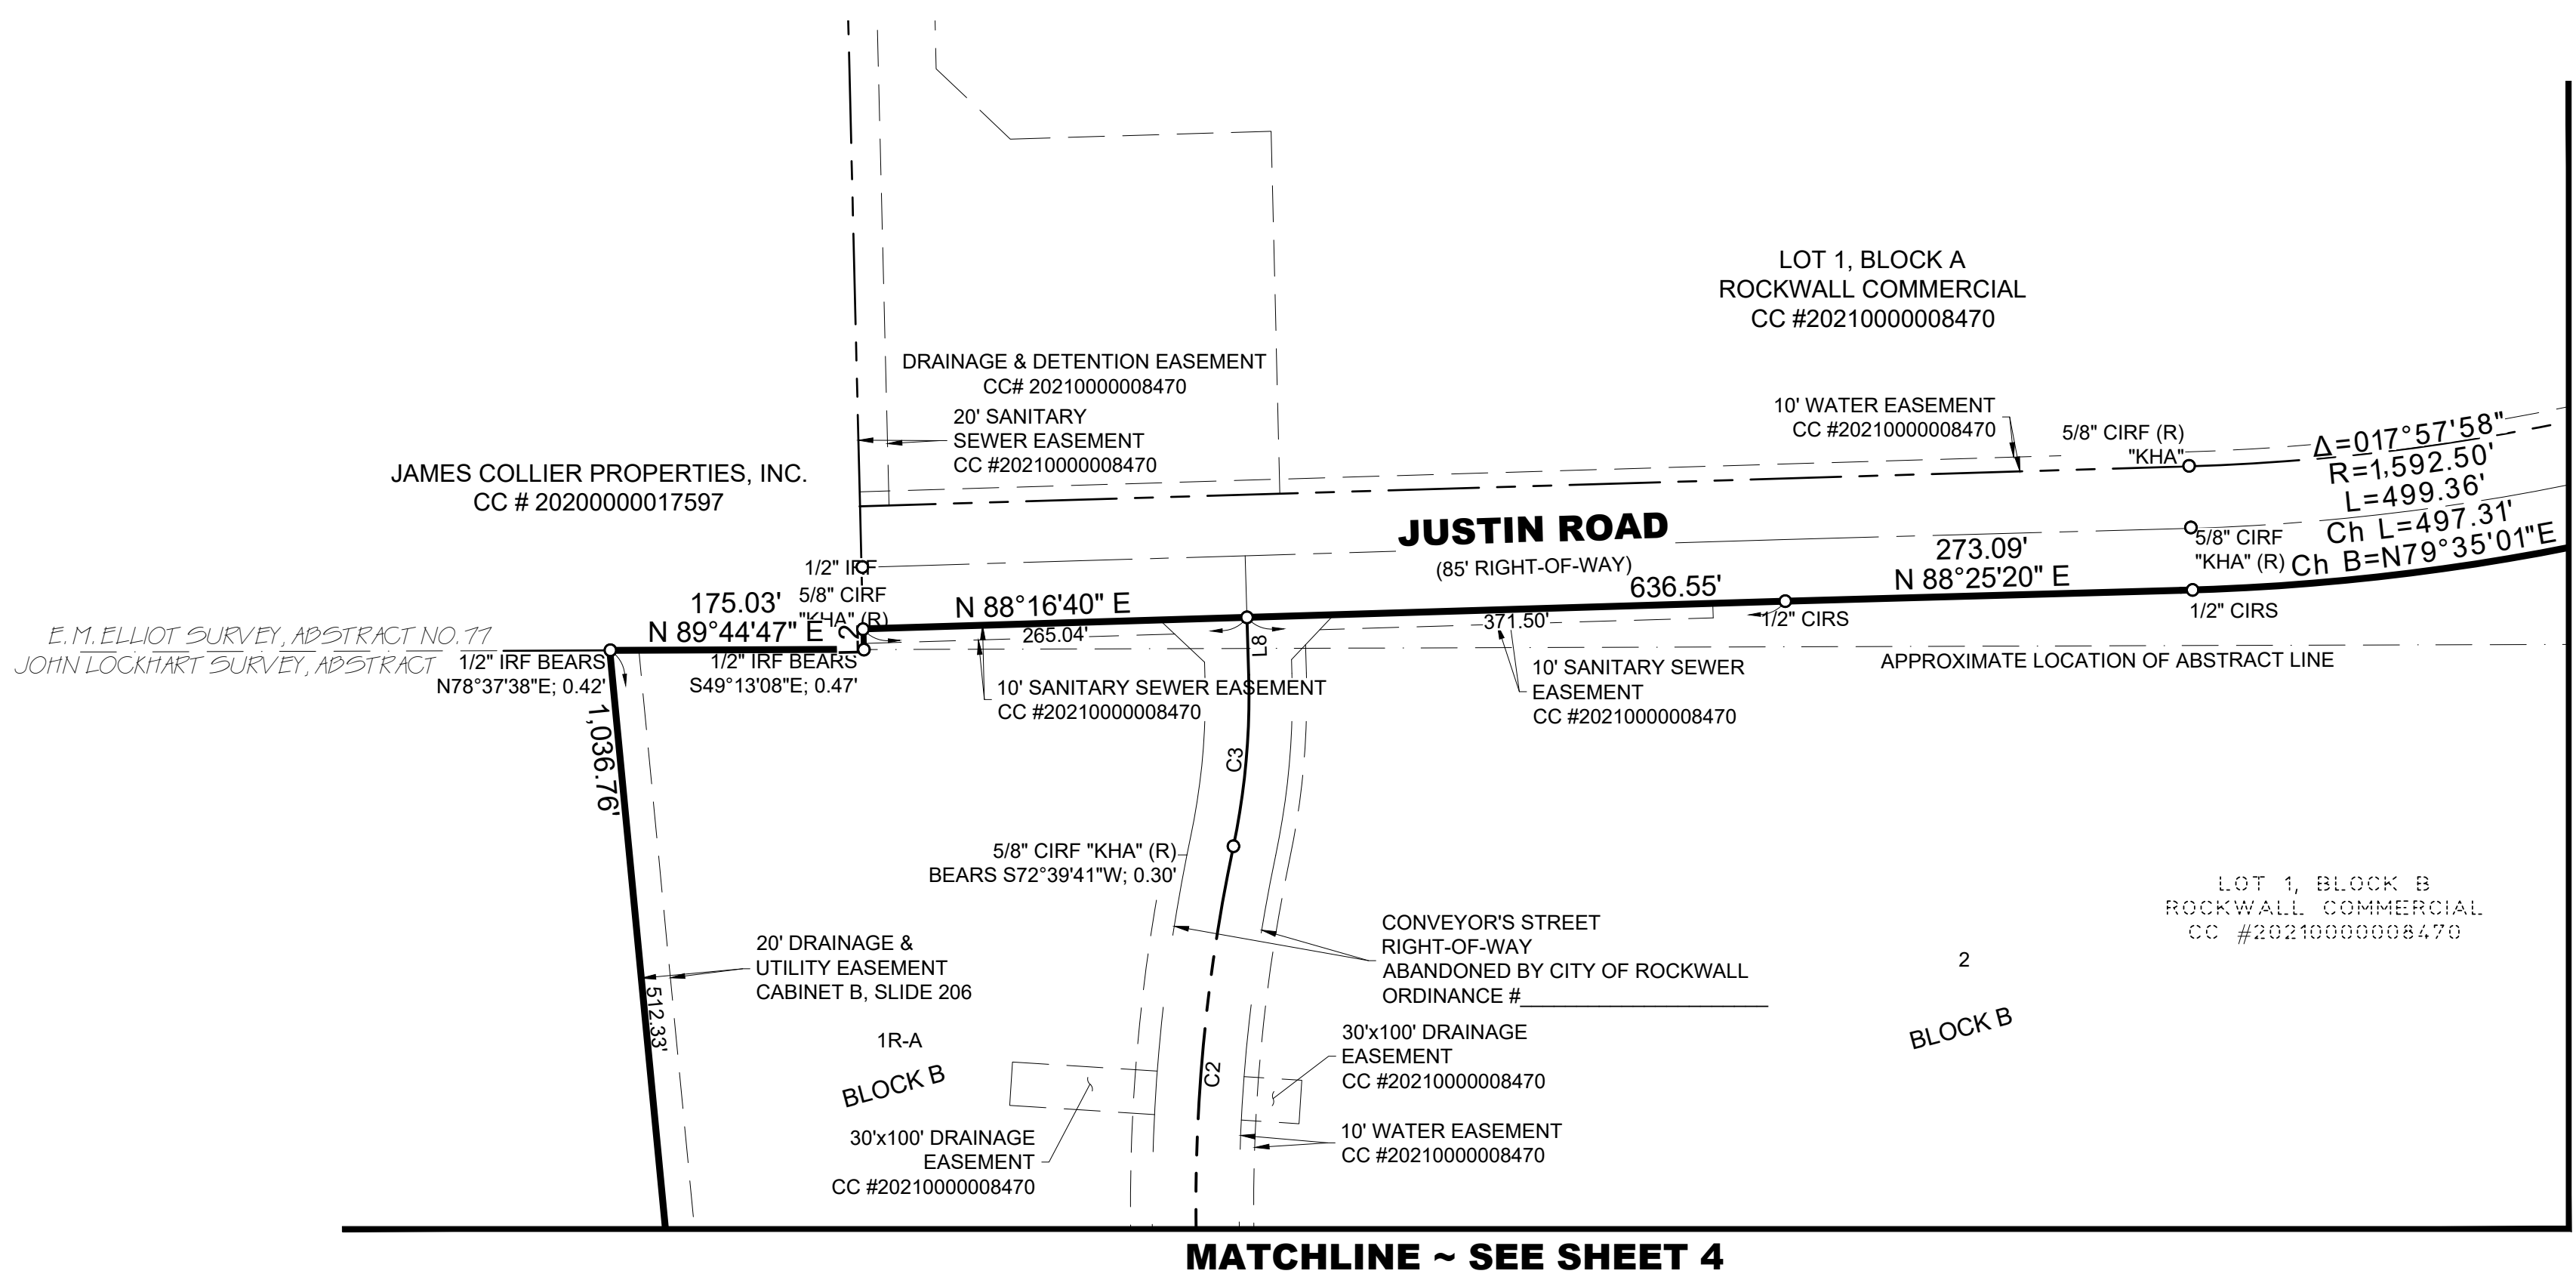 LOT 1, BLOCK A
ROCKWALL COMMERCIAL
CC #20210000008470
DRAINAGE & DETENTION EASEMENT
CC# 20210000008470
20' SANITARY
SEWER EASEMENT
CC #20210000008470
10' WATER EASEMENT
CC #20210000008470
5/8" CIRF (R)
"KHA"
Δ=017°57'58"
R=1,592.50'
L=499.36'
Ch L=497.31'
Ch B=N79°35'01"E
JAMES COLLIER PROPERTIES, INC.
CC # 20200000017597
JUSTIN ROAD
(85' RIGHT-OF-WAY)
5/8" CIRF
"KHA" (R)
1/2" IRF
5/8" CIRF
"KHA" (R)
175.03'
N 89°44'47" E
L2
N 88°16'40" E
636.55'
273.09'
N 88°25'20" E
265.04'
371.50'
1/2" CIRS
1/2" CIRS
L8
E.M. ELLIOT SURVEY, ABSTRACT NO. 77
JOHN LOCKHART SURVEY, ABSTRACT
1/2" IRF BEARS
N78°37'38"E; 0.42'
1/2" IRF BEARS
S49°13'08"E; 0.47'
APPROXIMATE LOCATION OF ABSTRACT LINE
10' SANITARY SEWER EASEMENT
CC #20210000008470
10' SANITARY SEWER
EASEMENT
CC #20210000008470
1,036.76'
C3
5/8" CIRF "KHA" (R)
BEARS S72°39'41"W; 0.30'
LOT 1, BLOCK B
ROCKWALL COMMERCIAL
CC #20210000008470
CONVEYOR'S STREET
RIGHT-OF-WAY
ABANDONED BY CITY OF ROCKWALL
ORDINANCE #
20' DRAINAGE &
UTILITY EASEMENT
CABINET B, SLIDE 206
512.33'
2
BLOCK B
1R-A
BLOCK B
C2
30'x100' DRAINAGE
EASEMENT
CC #20210000008470
30'x100' DRAINAGE
EASEMENT
CC #20210000008470
10' WATER EASEMENT
CC #20210000008470
MATCHLINE ~ SEE SHEET 4